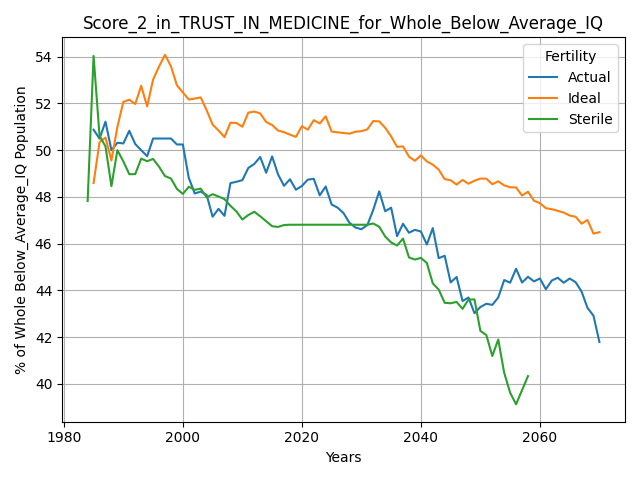 Score_2_in_TRUST_IN_MEDICINE_for_Whole_Below_Average_IQ
Fertility
Actual
Ideal
Sterile
% of Whole Below_Average_IQ Population
54
52
50
48
46
44
42
40
1980
2000
2020
2040
2060
Years